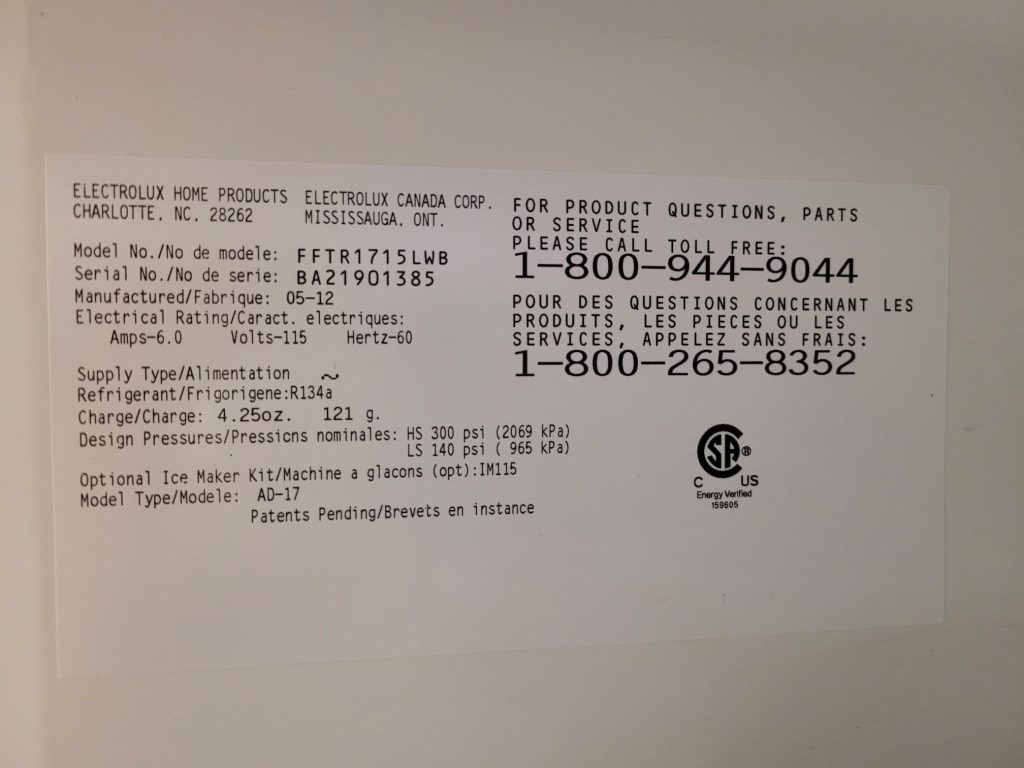 ELECTROLUX HOME PRODUCTS
CHARLOTTE, NC, 28262
ELECTROLUX CANADA CORP.
MISSISSAUGA, ONT.
Model No./No de modele: FFTR1715LWB
Serial No./No de serie: BA21901385
Manufactured/Fabrique: 05-12
Electrical Rating/Caract. electriques:
Amps-6.0 Volts-115 Hertz-60
Supply Type/Alimentation ~
Refrigerant/Frigorigene:R134a
Charge/Charge: 4.25oz. 121 g.
Design Pressures/Pressions nominales: HS 300 psi (2069 kPa)
LS 140 psi ( 965 kPa)
Optional Ice Maker Kit/Machine a glacons (opt):IM115
Model Type/Modele: AD-17
Patents Pending/Brevets en instance
FOR PRODUCT QUESTIONS, PARTS
OR SERVICE
PLEASE CALL TOLL FREE:
1-800-944-9044
POUR DES QUESTIONS CONCERNANT LES
PRODUITS, LES PIECES OU LES
SERVICES, APPELEZ SANS FRAIS:
1-800-265-8352
CSA®
C US
Energy Verified
159605